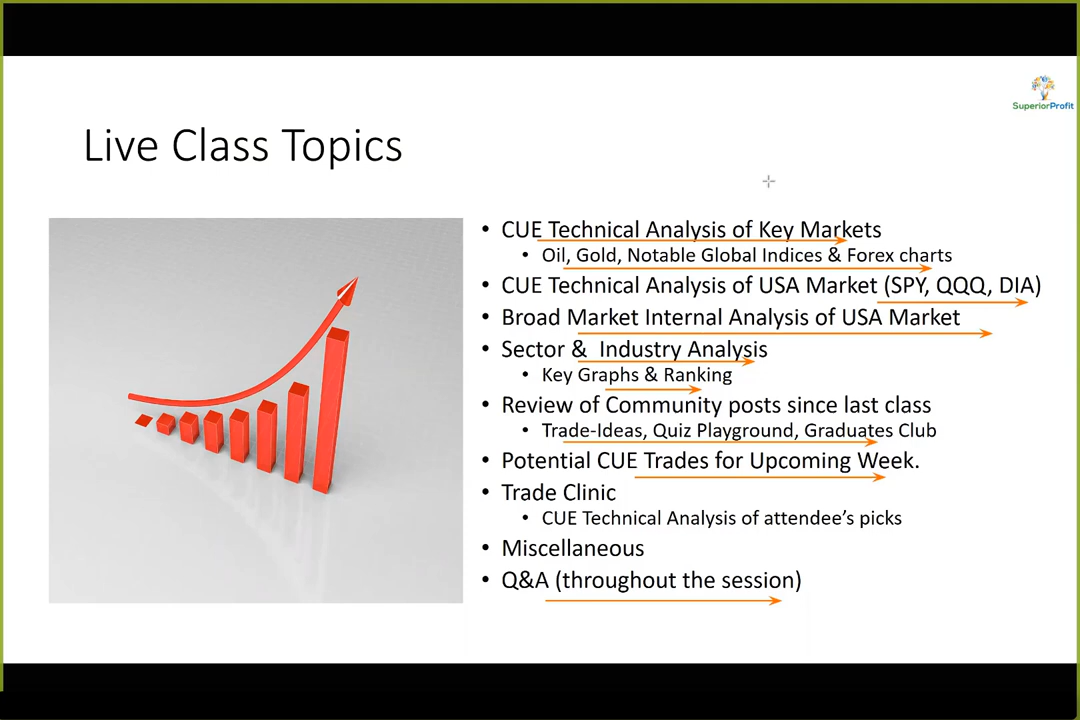 SuperiorProfit
Live Class Topics
• CUE Technical Analysis of Key Markets
• Oil, Gold, Notable Global Indices & Forex charts
• CUE Technical Analysis of USA Market (SPY, QQQ, DIA)
• Broad Market Internal Analysis of USA Market
• Sector & Industry Analysis
• Key Graphs & Ranking
• Review of Community posts since last class
• Trade-Ideas, Quiz Playground, Graduates Club
• Potential CUE Trades for Upcoming Week.
• Trade Clinic
• CUE Technical Analysis of attendee’s picks
• Miscellaneous
• Q&A (throughout the session)